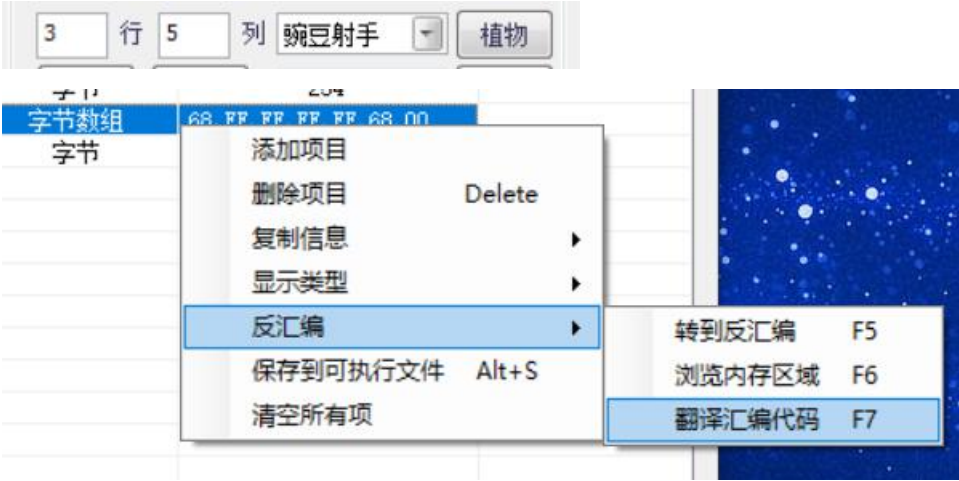 3 行 5 列 豌豆射手 植物
字节数组 68 FF FF FF FF 68 00
字节
添加项目
删除项目 Delete
复制信息
显示类型
反汇编
转到反汇编 F5
浏览内存区域 F6
保存到可执行文件 Alt+S
翻译汇编代码 F7
清空所有项